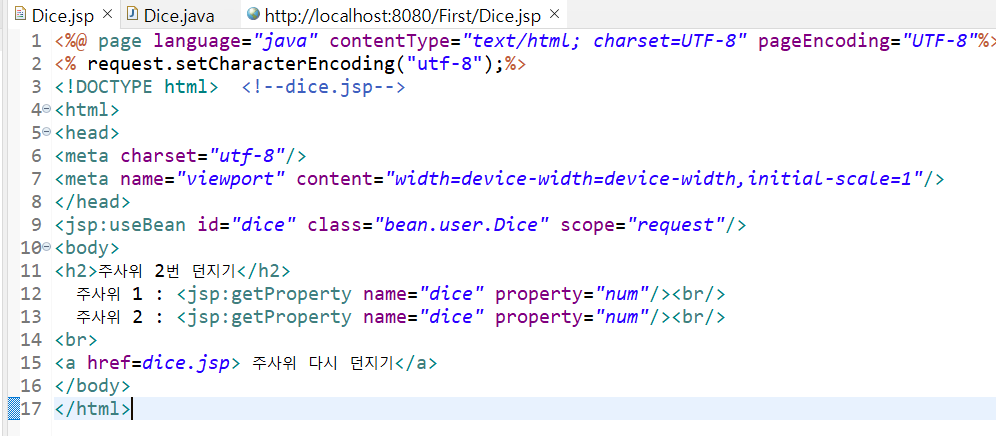 Dice.jsp Dice.java http://localhost:8080/First/Dice.jsp
1 <%@ page language="java" contentType="text/html; charset=UTF-8" pageEncoding="UTF-8"%>
2 <% request.setCharacterEncoding("utf-8");%>
3 <!DOCTYPE html>  <!--dice.jsp-->
4 <html>
5 <head>
6 <meta charset="utf-8"/>
7 <meta name="viewport" content="width=device-width=device-width,initial-scale=1"/>
8 </head>
9 <jsp:useBean id="dice" class="bean.user.Dice" scope="request"/>
10 <body>
11 <h2>주사위 2번 던지기</h2>
12   주사위 1 : <jsp:getProperty name="dice" property="num"/><br/>
13   주사위 2 : <jsp:getProperty name="dice" property="num"/><br/>
14 <br>
15 <a href=dice.jsp> 주사위 다시 던지기</a>
16 </body>
17 </html>